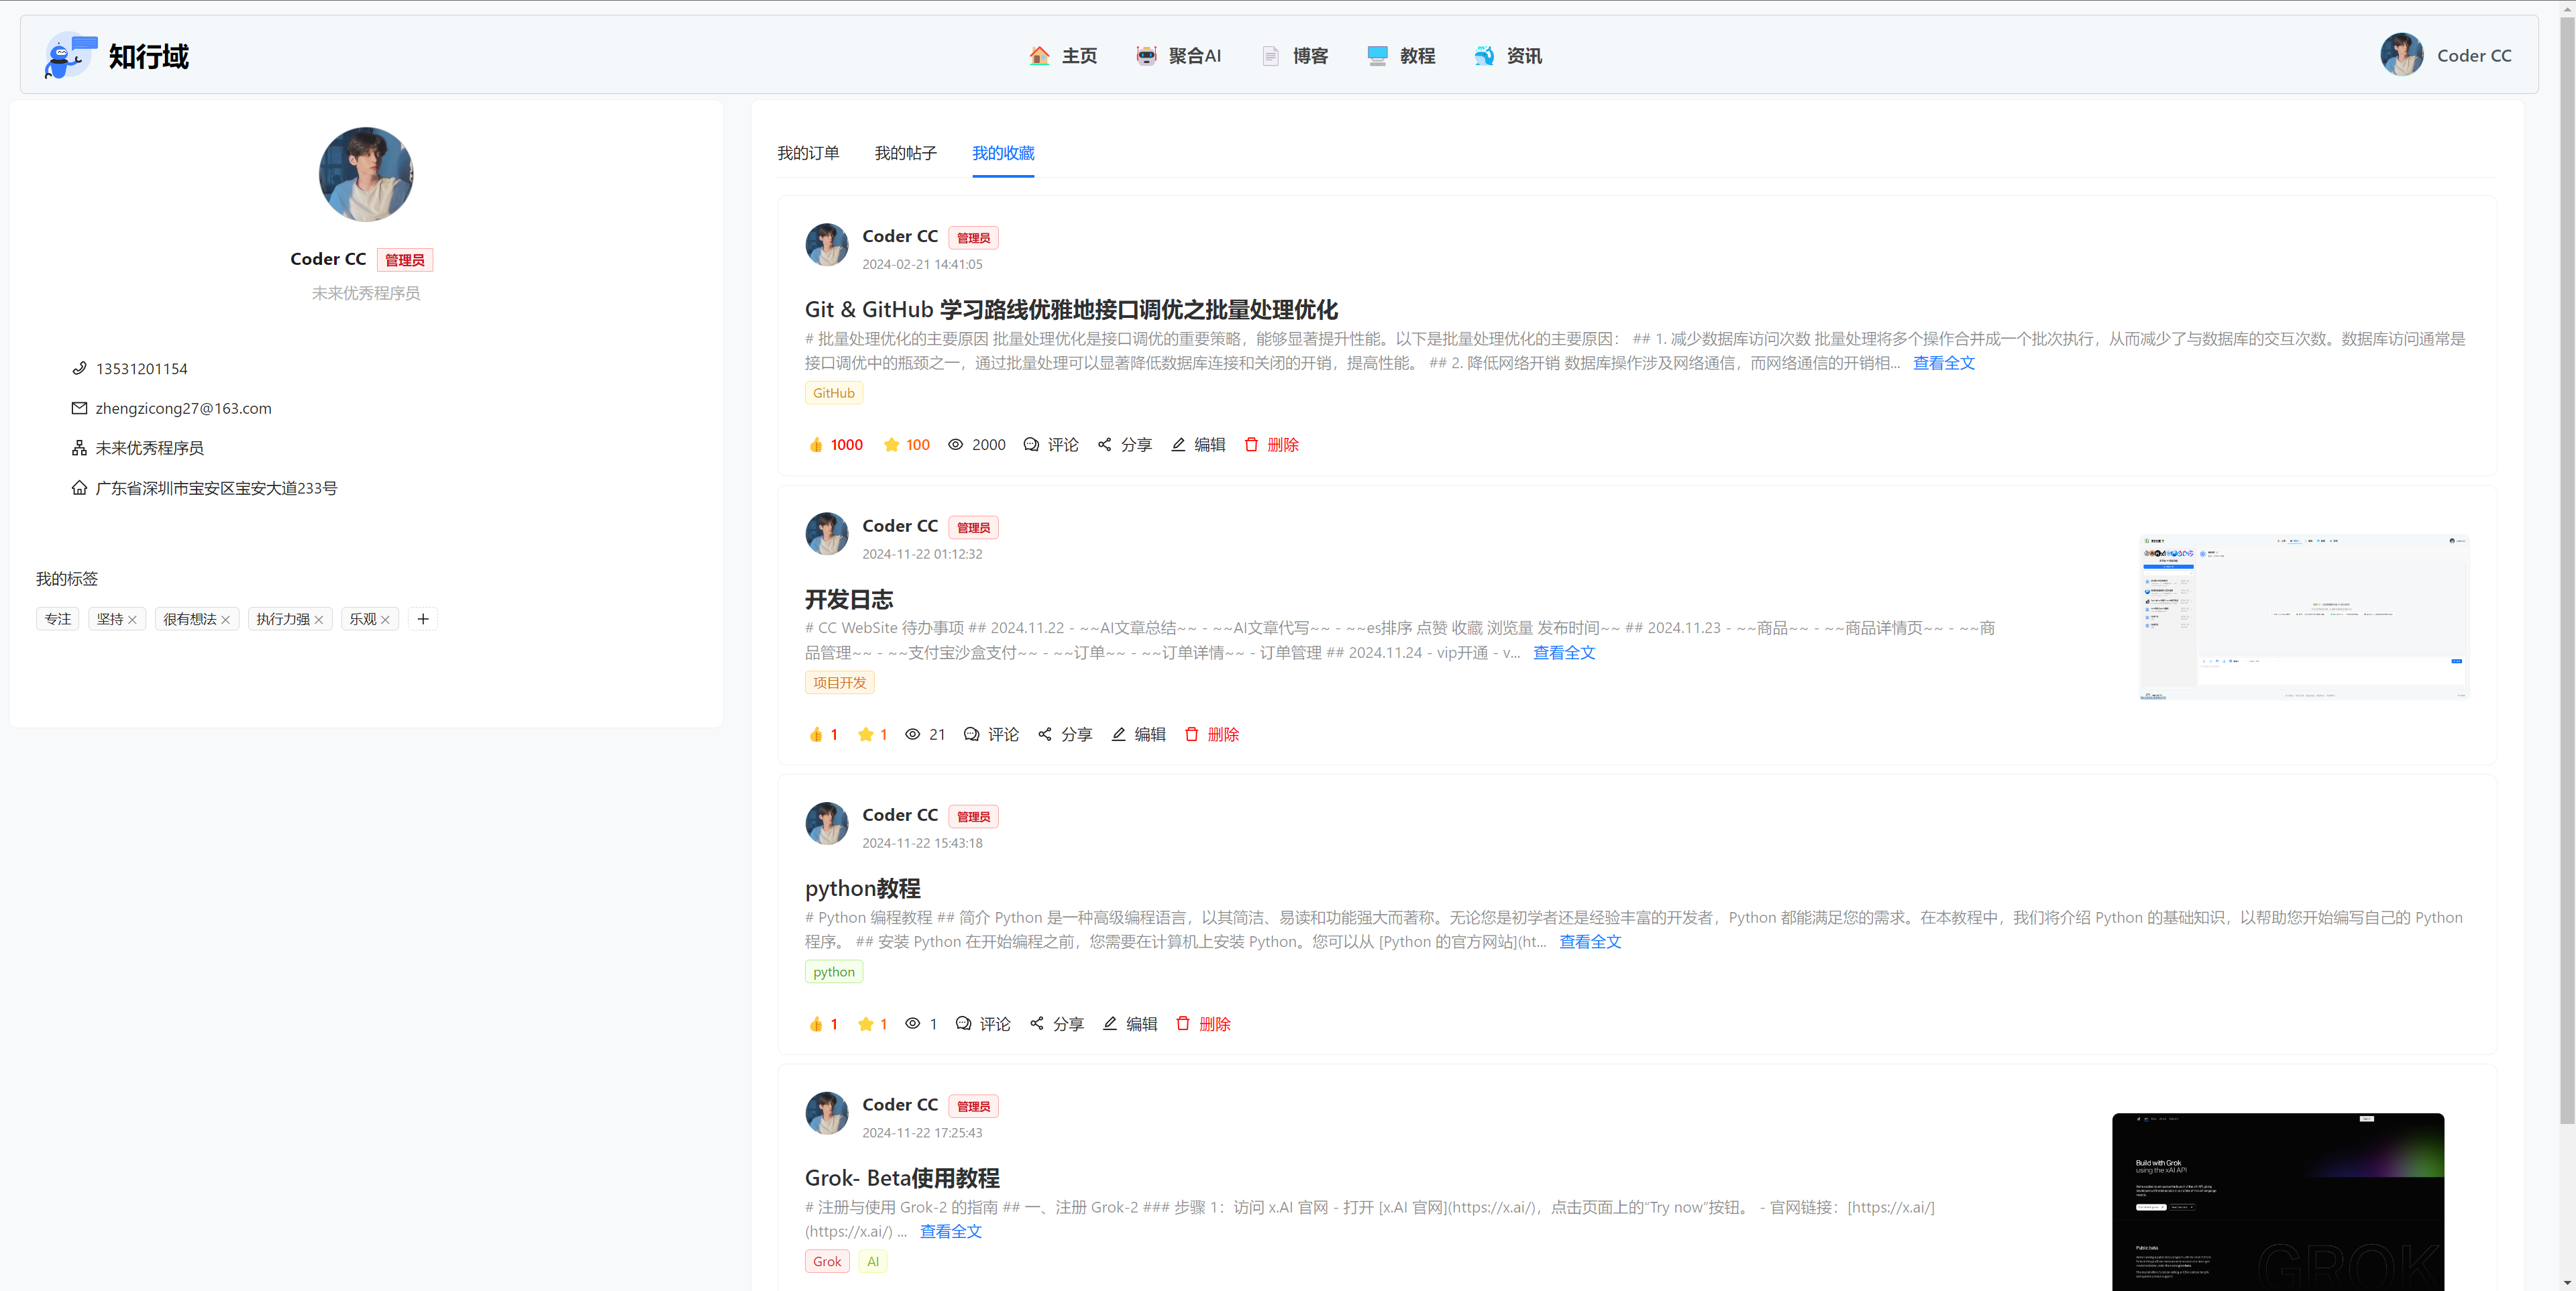 知行域
主页 聚合AI 博客 教程 资讯
Coder CC
Coder CC 管理员
未来优秀程序员
13531201154
zhengzicong27@163.com
未来优秀程序员
广东省深圳市宝安区宝安大道233号
我的标签
专注 坚持 很有想法 执行力强 乐观
我的订单 我的帖子 我的收藏
Coder CC 管理员
2024-02-21 14:41:05
Git & GitHub 学习路线优雅地接口调优之批量处理优化
# 批量处理优化的主要原因 批量处理优化是接口调优的重要策略，能够显著提升性能。以下是批量处理优化的主要原因： ## 1. 减少数据库访问次数 批量处理将多个操作合并成一个批次执行，从而减少了与数据库的交互次数。数据库访问通常是
接口调优中的瓶颈之一，通过批量处理可以显著降低数据库连接和关闭的开销，提高性能。 ## 2. 降低网络开销 数据库操作涉及网络通信，而网络通信的开销相... 查看全文
GitHub
1000 100 2000 评论 分享 编辑 删除
Coder CC 管理员
2024-11-22 01:12:32
开发日志
# CC WebSite 待办事项 ## 2024.11.22 - ~~AI文章总结~~ - ~~AI文章代写~~ - ~~es排序 点赞 收藏 浏览量 发布时间~~ ## 2024.11.23 - ~~商品~~ - ~~商品详情页~~ - ~~商
品管理~~ - ~~支付宝沙盒支付~~ - ~~订单~~ - ~~订单详情~~ - 订单管理 ## 2024.11.24 - vip开通 - v... 查看全文
项目开发
1 1 21 评论 分享 编辑 删除
Coder CC 管理员
2024-11-22 15:43:18
python教程
# Python 编程教程 ## 简介 Python 是一种高级编程语言，以其简洁、易读和功能强大而著称。无论您是初学者还是经验丰富的开发者，Python 都能满足您的需求。在本教程中，我们将介绍 Python 的基础知识，以帮助您开始编写自己的 Python
程序。 ## 安装 Python 在开始编程之前，您需要在计算机上安装 Python。您可以从 [Python 的官方网站](ht... 查看全文
python
1 1 1 评论 分享 编辑 删除
Coder CC 管理员
2024-11-22 17:25:43
Grok- Beta使用教程
# 注册与使用 Grok-2 的指南 ## 一、注册 Grok-2 ### 步骤 1：访问 x.AI 官网 - 打开 [x.AI 官网](https://x.ai/)，点击页面上的“Try now”按钮。 - 官网链接：[https://x.ai/]
(https://x.ai/) ... 查看全文
Grok AI
Build with Grok
using the xAI API
Public beta
GROK